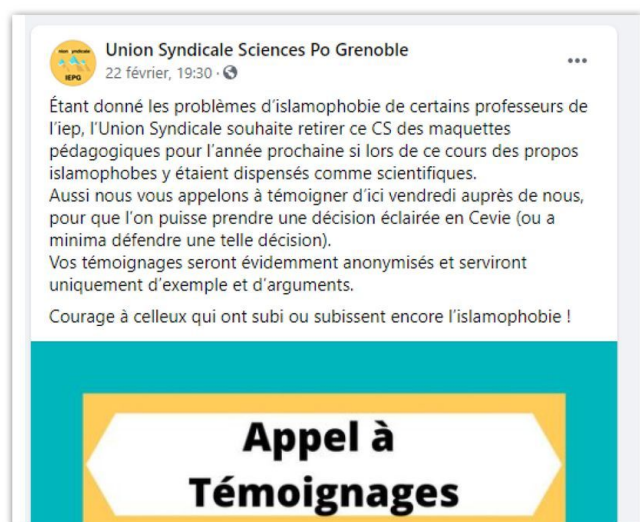 Union Syndicale Sciences Po Grenoble
22 février, 19:30 ·
Étant donné les problèmes d'islamophobie de certains professeurs de
l'iep, l'Union Syndicale souhaite retirer ce CS des maquettes
pédagogiques pour l'année prochaine si lors de ce cours des propos
islamophobes y étaient dispensés comme scientifiques.
Aussi nous vous appelons à témoigner d'ici vendredi auprès de nous,
pour que l'on puisse prendre une décision éclairée en Cevie (ou a
minima défendre une telle décision).
Vos témoignages seront évidemment anonymisés et serviront
uniquement d'exemple et d'arguments.
Courage à celleux qui ont subi ou subissent encore l'islamophobie !
union syndicale
IEPG
Appel à
Témoignages